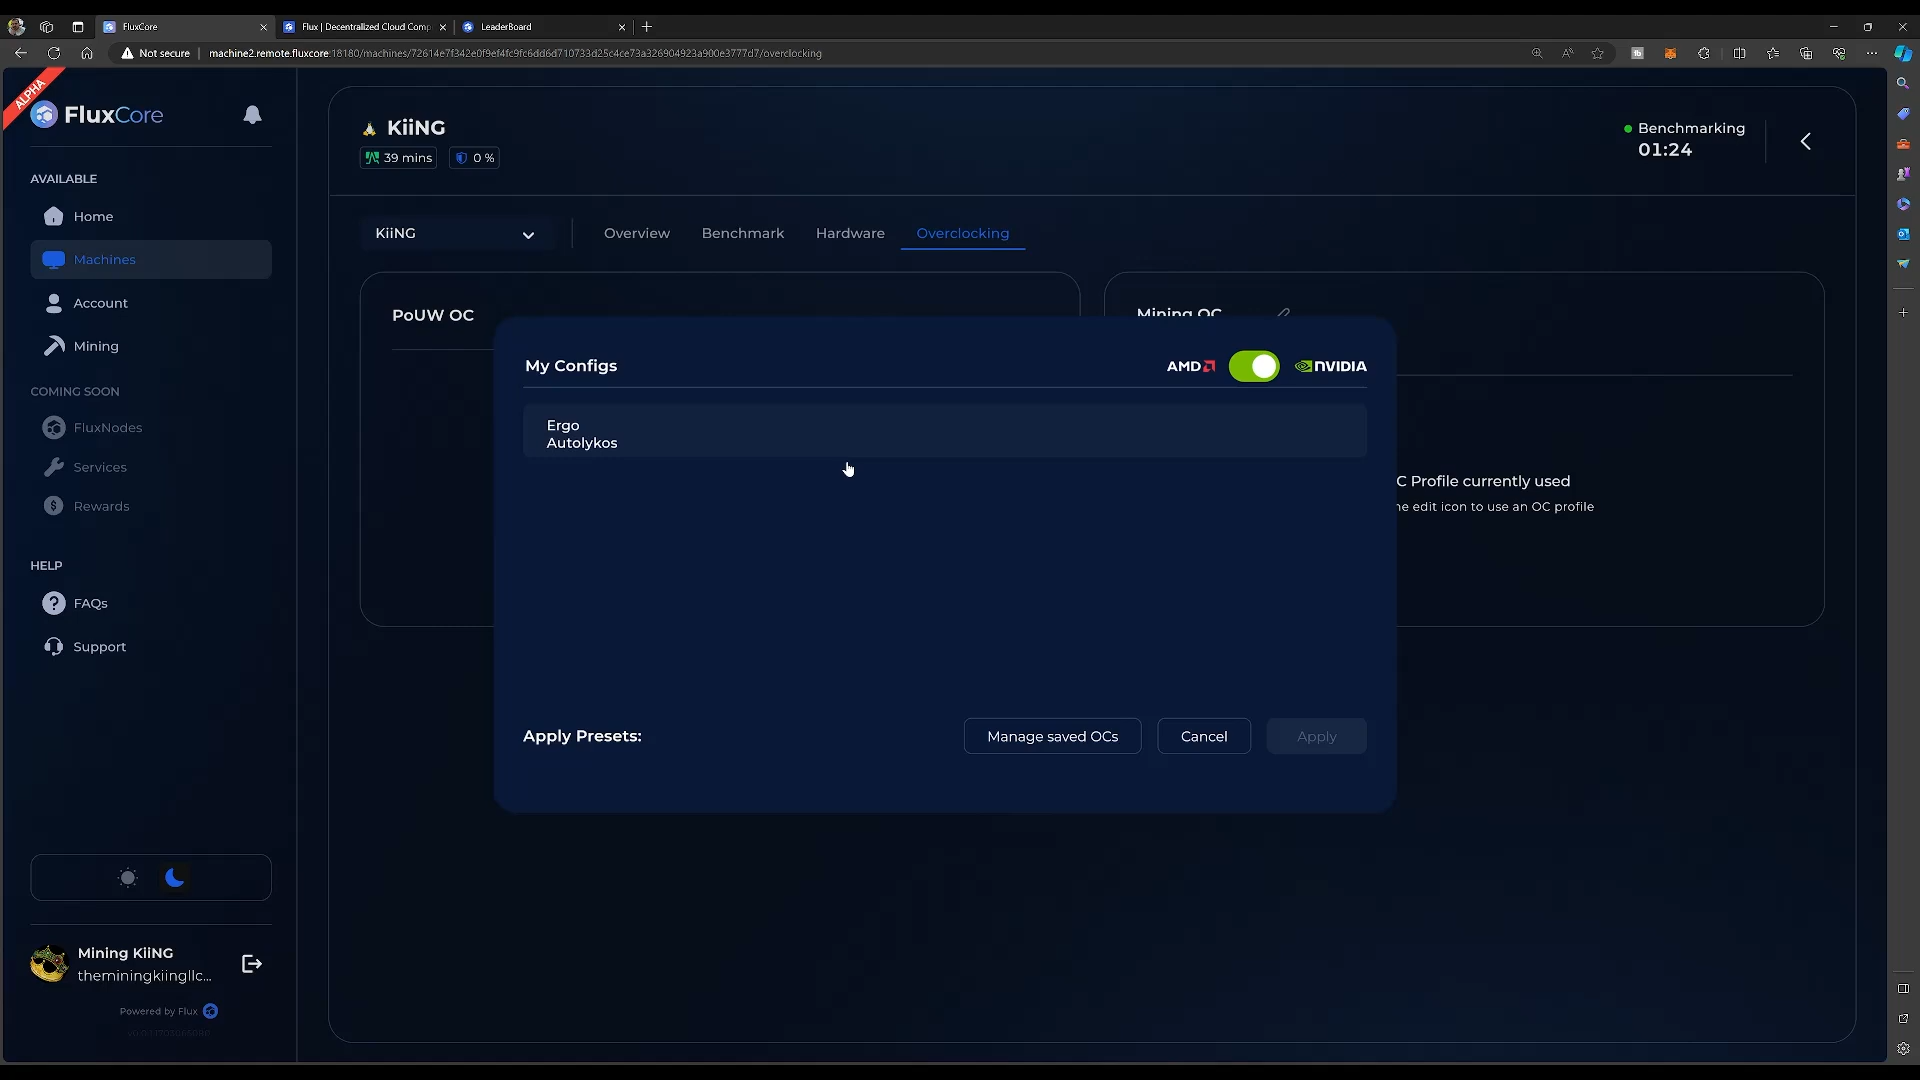 FluxCore
Flux | Decentralized Cloud Comp
LeaderBoard
Not secure
machine2.remote.fluxcore:18180/machines/72614e7f342e0f9ef4fc9fc6dd6d710733d25c4ce73a326904923a900e3777d7/overclocking
ALPHA
FluxCore
AVAILABLE
Home
Machines
Account
Mining
COMING SOON
FluxNodes
Services
Rewards
HELP
FAQs
Support
Mining KiiNG
theminingkiingllc...
Powered by Flux
KiiNG
39 mins
0 %
Benchmarking
01:24
KiiNG
Overview
Benchmark
Hardware
Overclocking
PoUW OC
Mining OC
My Configs
AMD
NVIDIA
Ergo
Autolykos
C Profile currently used
he edit icon to use an OC profile
Apply Presets:
Manage saved OCs
Cancel
Apply